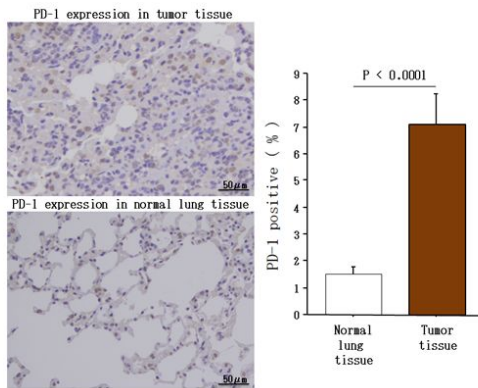 PD-1 expression in tumor tissue
50μm
PD-1 expression in normal lung tissue
50μm
P < 0.0001
PD-1 positive ( % )
9
8
7
6
5
4
3
2
1
0
Normal
lung
tissue
Tumor
tissue